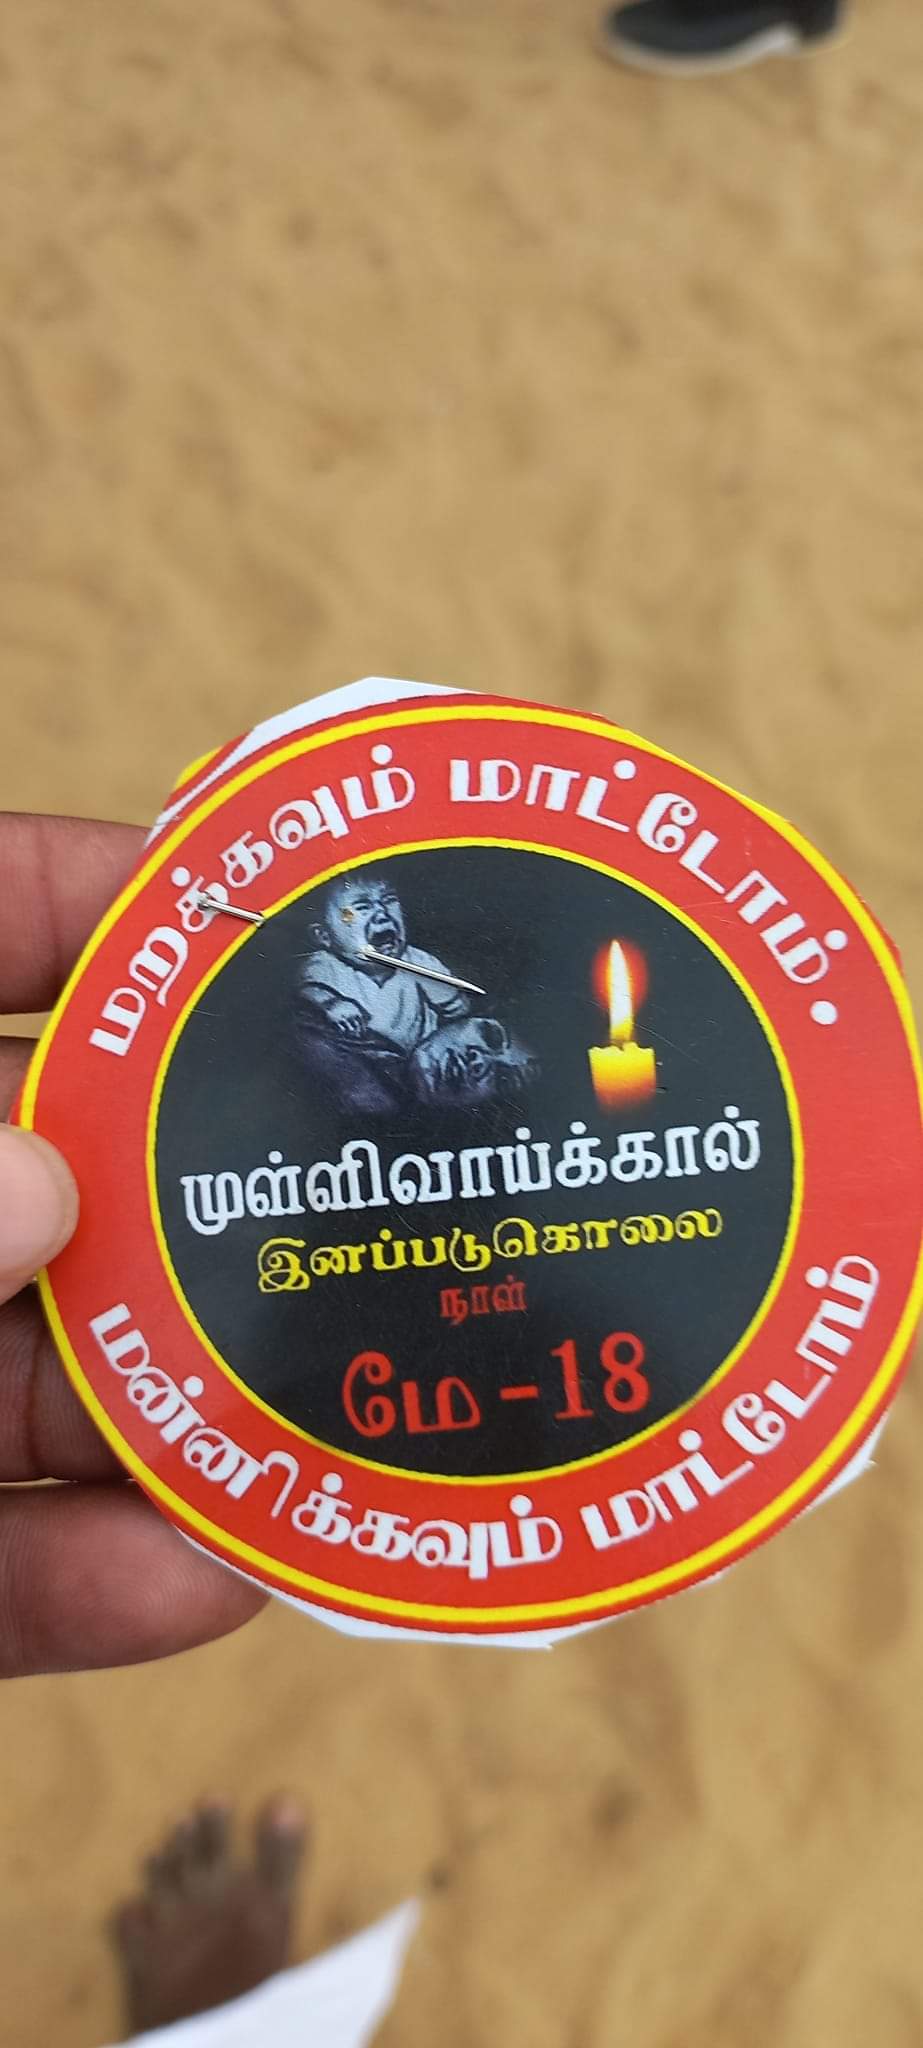 மறக்கவும் மாட்டோம்.
முள்ளிவாய்க்கால்
இனப்படுகொலை
நாள்
மே -18
மன்னிக்கவும் மாட்டோம்